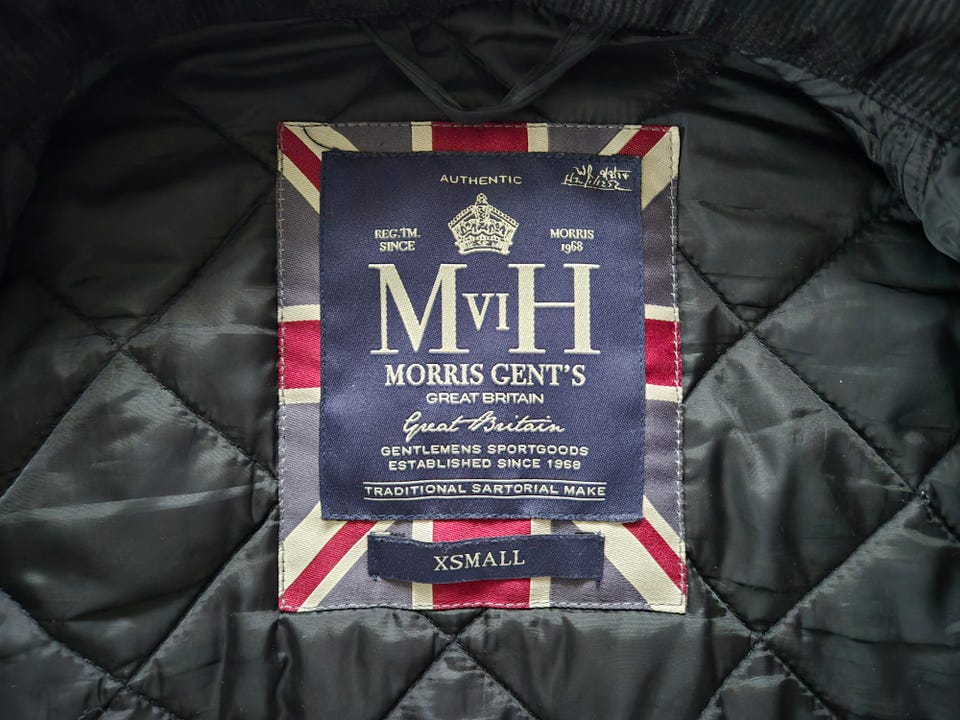 AUTHENTIC
REG.TM.
SINCE
MORRIS
1968
MVIH
MORRIS GENT'S
GREAT BRITAIN
Great Britain
GENTLEMENS SPORTGOODS
ESTABLISHED SINCE 1968
TRADITIONAL SARTORIAL MAKE
XSMALL